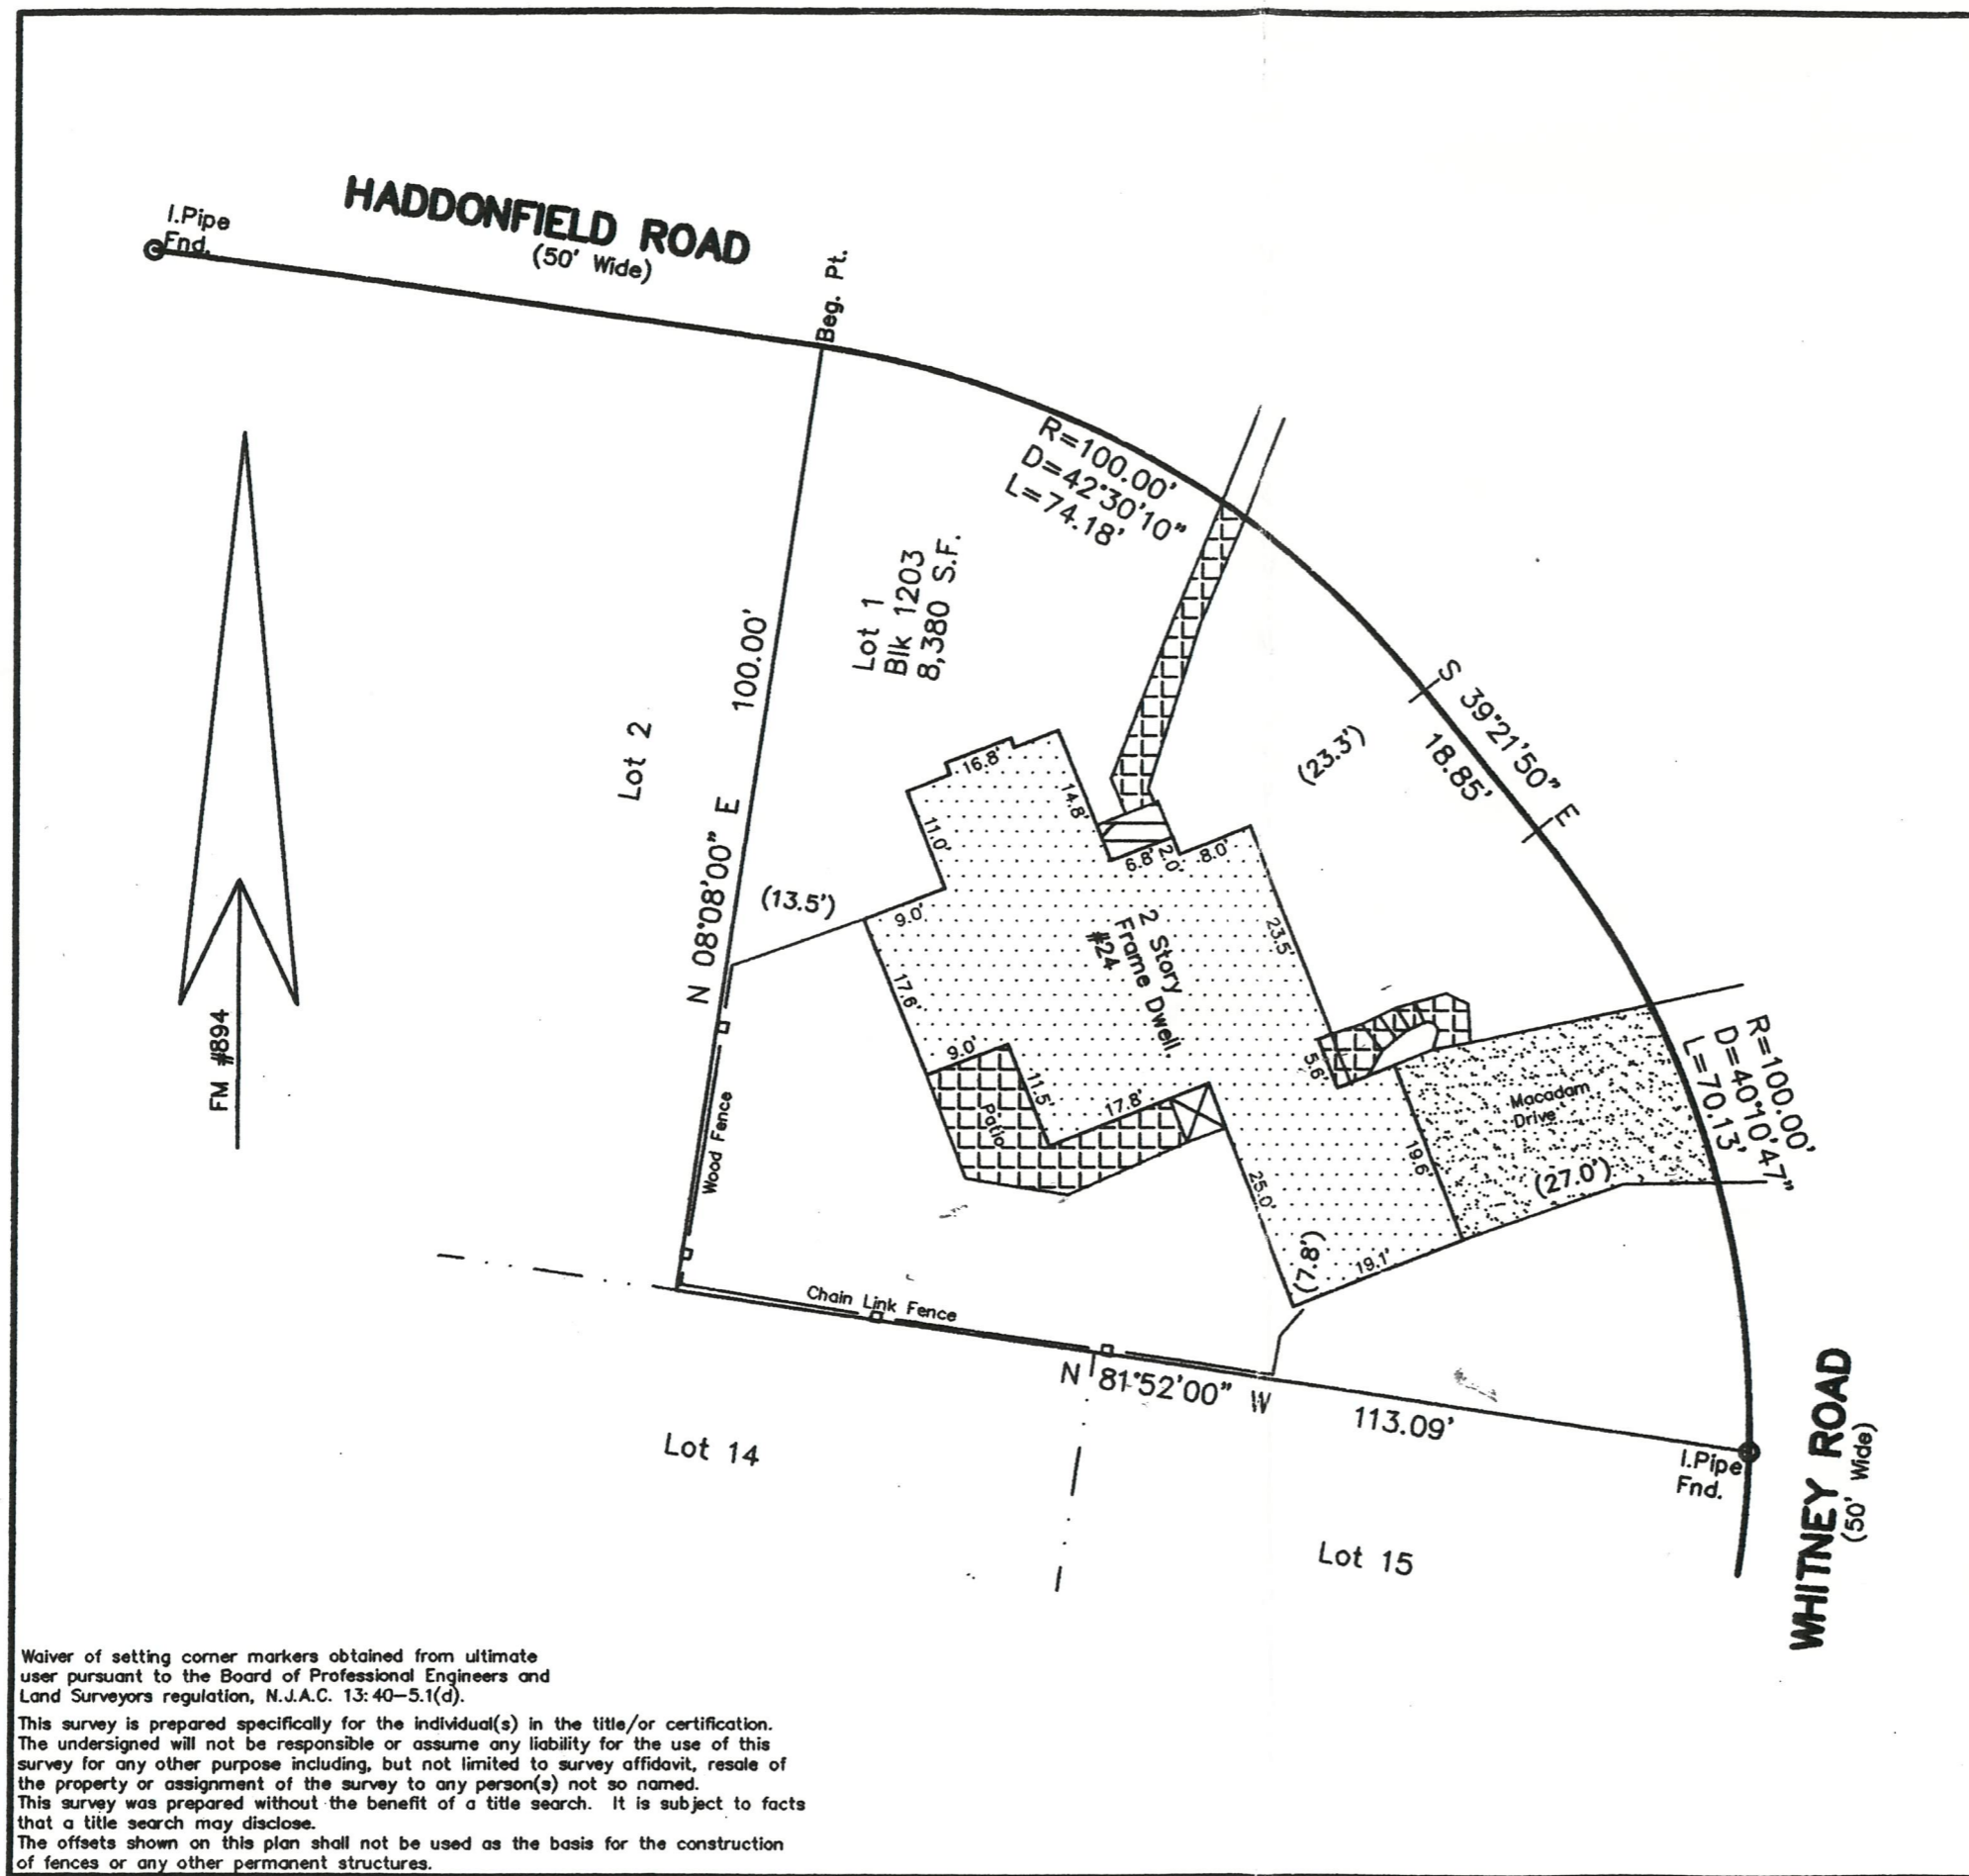 HADDONFIELD ROAD
(50' Wide)
I.Pipe
Fnd.
Beg. Pt.
R=100.00'
D=42°30'10"
L=74.18'
Lot 1
Blk 1203
8,380 S.F.
Lot 2
N 08°08'00" E 100.00'
S 39°21'50" E
18.85'
(23.3')
16.8'
14.8'
11.0'
6.8'
2.0'
8.0'
(13.5')
9.0'
17.6'
23.5'
2 Story
Frame Dwell.
#24
FM #894
9.0'
11.5'
17.8'
Patio
5.6'
Macadam
Drive
R=100.00'
D=40°10'47"
L=70.13'
Wood Fence
19.6'
(27.0')
25.0'
(7.8')
19.1'
Chain Link Fence
N 81°52'00" W 113.09'
I.Pipe
Fnd.
Lot 14
Lot 15
WHITNEY ROAD
(50' Wide)
Waiver of setting corner markers obtained from ultimate
user pursuant to the Board of Professional Engineers and
Land Surveyors regulation, N.J.A.C. 13:40-5.1(d).
This survey is prepared specifically for the individual(s) in the title/or certification.
The undersigned will not be responsible or assume any liability for the use of this
survey for any other purpose including, but not limited to survey affidavit, resale of
the property or assignment of the survey to any person(s) not so named.
This survey was prepared without the benefit of a title search. It is subject to facts
that a title search may disclose.
The offsets shown on this plan shall not be used as the basis for the construction
of fences or any other permanent structures.